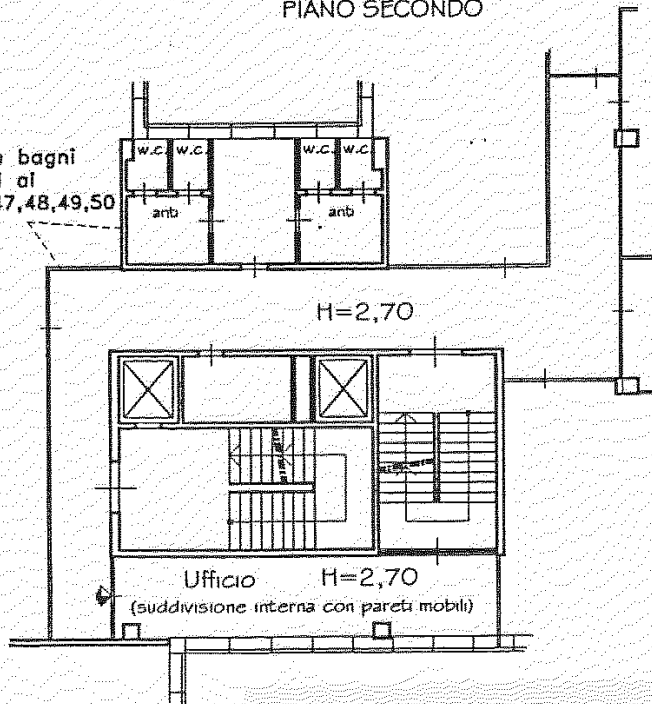 PIANO SECONDO
w.c. w.c. w.c. w.c.
bagni
ai
47,48,49,50
anti anti
H=2,70
Ufficio H=2,70
(suddivisione interna con pareti mobili)